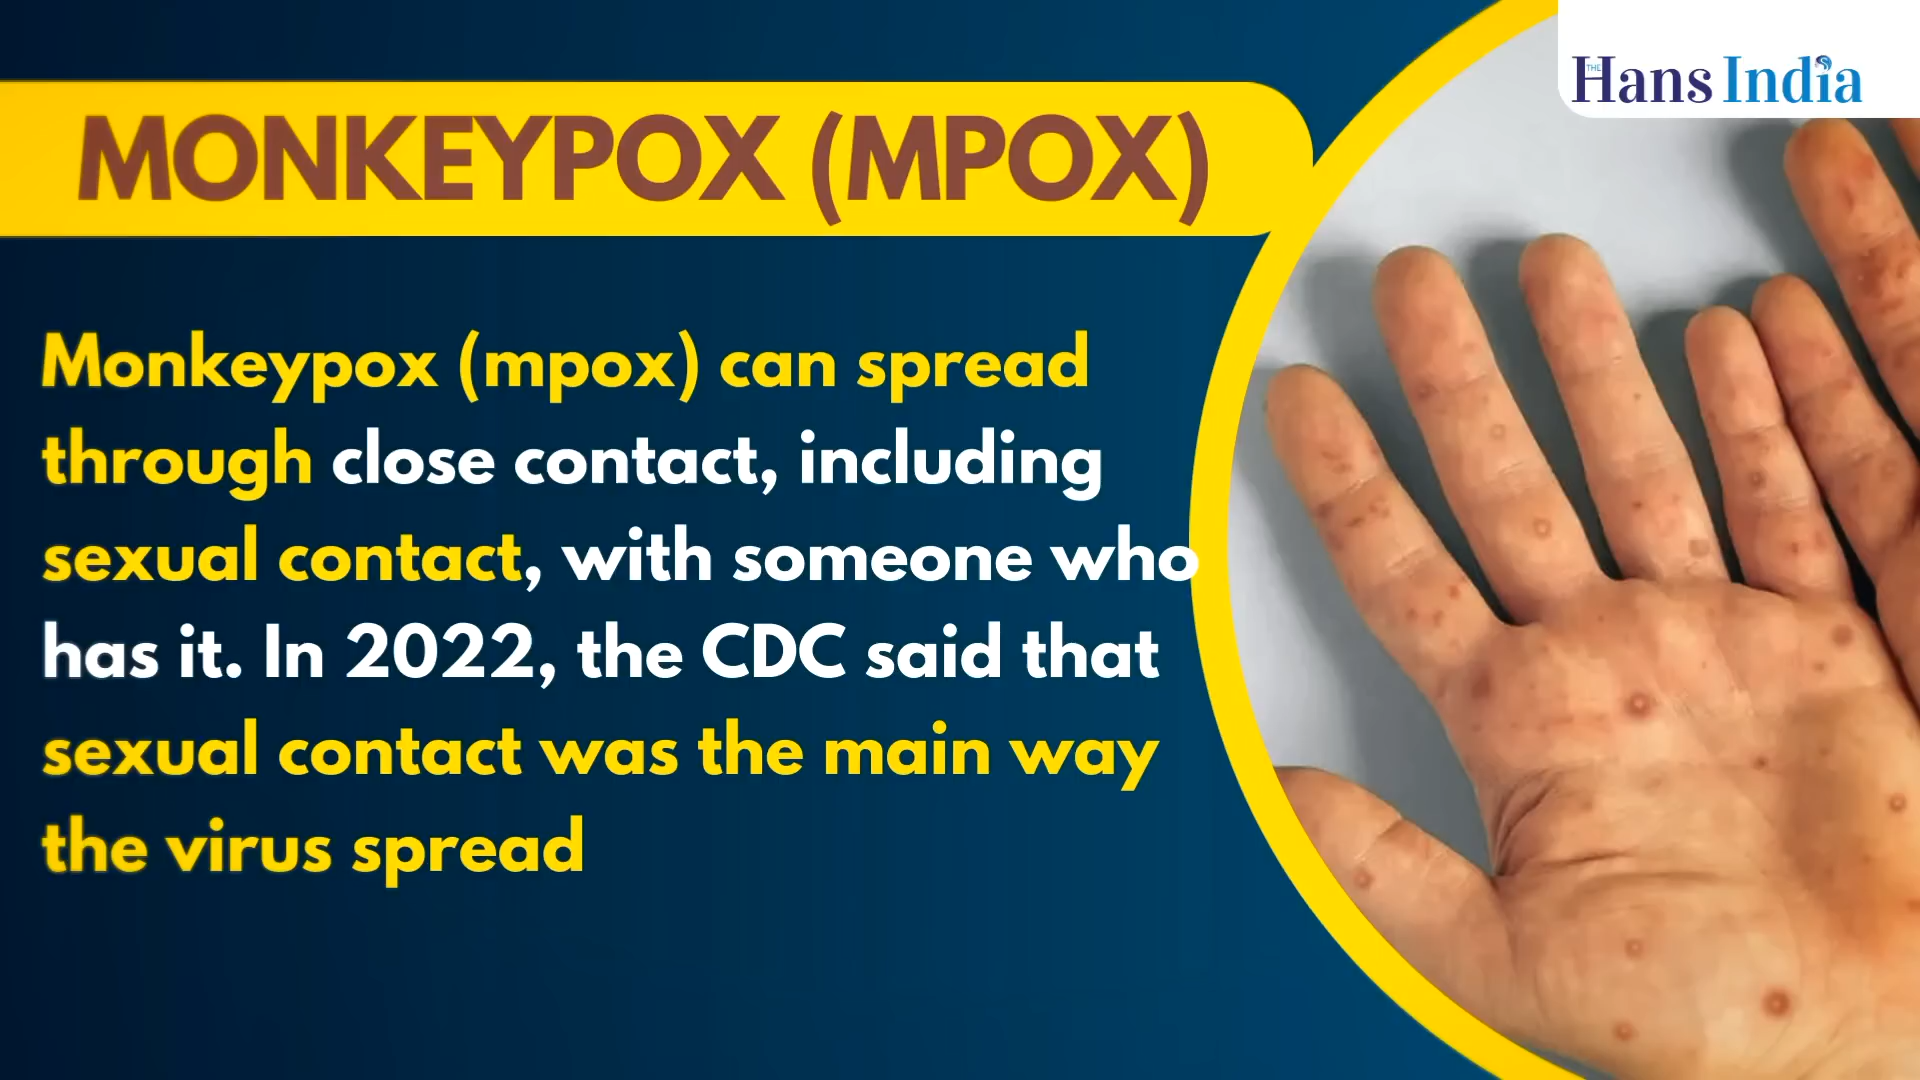 THE Hans India
MONKEYPOX (MPOX)
Monkeypox (mpox) can spread
through close contact, including
sexual contact, with someone who
has it. In 2022, the CDC said that
sexual contact was the main way
the virus spread